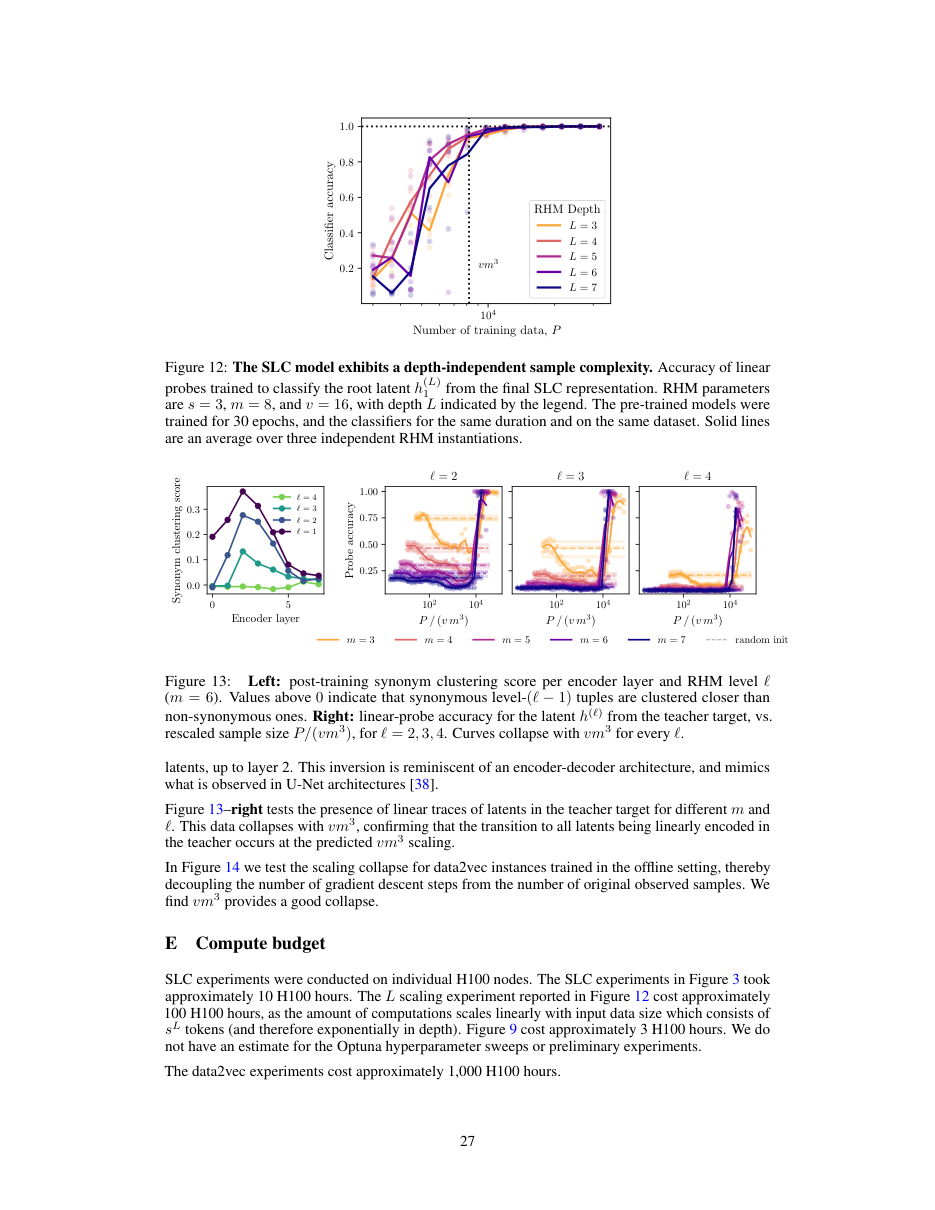 1.0
0.8
0.6
0.4
0.2
Classifier accuracy
vm³
RHM Depth
L = 3
L = 4
L = 5
L = 6
L = 7
10⁴
Number of training data, P
Figure 12: The SLC model exhibits a depth-independent sample complexity. Accuracy of linear
probes trained to classify the root latent h₁⁽ᴸ⁾ from the final SLC representation. RHM parameters
are s = 3, m = 8, and v = 16, with depth L indicated by the legend. The pre-trained models were
trained for 30 epochs, and the classifiers for the same duration and on the same dataset. Solid lines
are an average over three independent RHM instantiations.
Synonym clustering score
0.3
0.2
0.1
0.0
ℓ = 4
ℓ = 3
ℓ = 2
ℓ = 1
0 5
Encoder layer
Probe accuracy
1.00
0.75
0.50
0.25
ℓ = 2 ℓ = 3 ℓ = 4
10² 10⁴ 10² 10⁴ 10² 10⁴
P / (v m³) P / (v m³) P / (v m³)
m = 3 m = 4 m = 5 m = 6 m = 7 random init
Figure 13: Left: post-training synonym clustering score per encoder layer and RHM level ℓ
(m = 6). Values above 0 indicate that synonymous level-(ℓ − 1) tuples are clustered closer than
non-synonymous ones. Right: linear-probe accuracy for the latent h⁽ℓ⁾ from the teacher target, vs.
rescaled sample size P/(vm³), for ℓ = 2, 3, 4. Curves collapse with vm³ for every ℓ.
latents, up to layer 2. This inversion is reminiscent of an encoder-decoder architecture, and mimics
what is observed in U-Net architectures [38].
Figure 13–right tests the presence of linear traces of latents in the teacher target for different m and
ℓ. This data collapses with vm³, confirming that the transition to all latents being linearly encoded in
the teacher occurs at the predicted vm³ scaling.
In Figure 14 we test the scaling collapse for data2vec instances trained in the offline setting, thereby
decoupling the number of gradient descent steps from the number of original observed samples. We
find vm³ provides a good collapse.
E Compute budget
SLC experiments were conducted on individual H100 nodes. The SLC experiments in Figure 3 took
approximately 10 H100 hours. The L scaling experiment reported in Figure 12 cost approximately
100 H100 hours, as the amount of computations scales linearly with input data size which consists of
sᴸ tokens (and therefore exponentially in depth). Figure 9 cost approximately 3 H100 hours. We do
not have an estimate for the Optuna hyperparameter sweeps or preliminary experiments.
The data2vec experiments cost approximately 1,000 H100 hours.
27